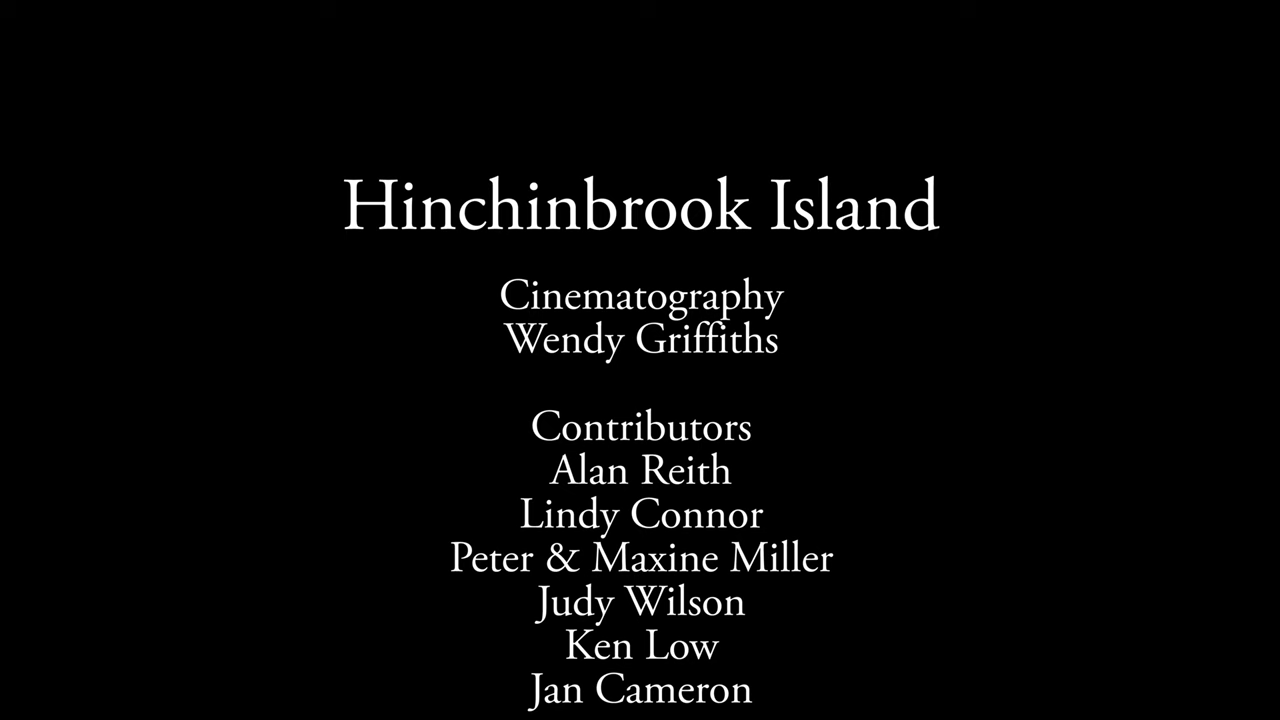 Hinchinbrook Island
Cinematography
Wendy Griffiths
Contributors
Alan Reith
Lindy Connor
Peter & Maxine Miller
Judy Wilson
Ken Low
Jan Cameron